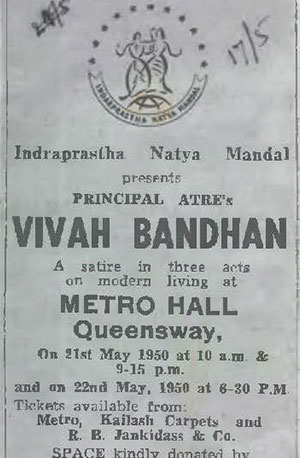 24/5
17/5
INDRAPRASTHA NATYA MANDAL
Indraprastha Natya Mandal
presents
PRINCIPAL ATRE's
VIVAH BANDHAN
A satire in three acts
on modern living at
METRO HALL
Queensway,
On 21st May 1950 at 10 a.m. &
9-15 p.m.
and on 22nd May, 1950 at 6-30 P.M.
Tickets available from:
Metro, Kailash Carpets and
R. B. Jankidass & Co.
SPACE kindly donated by